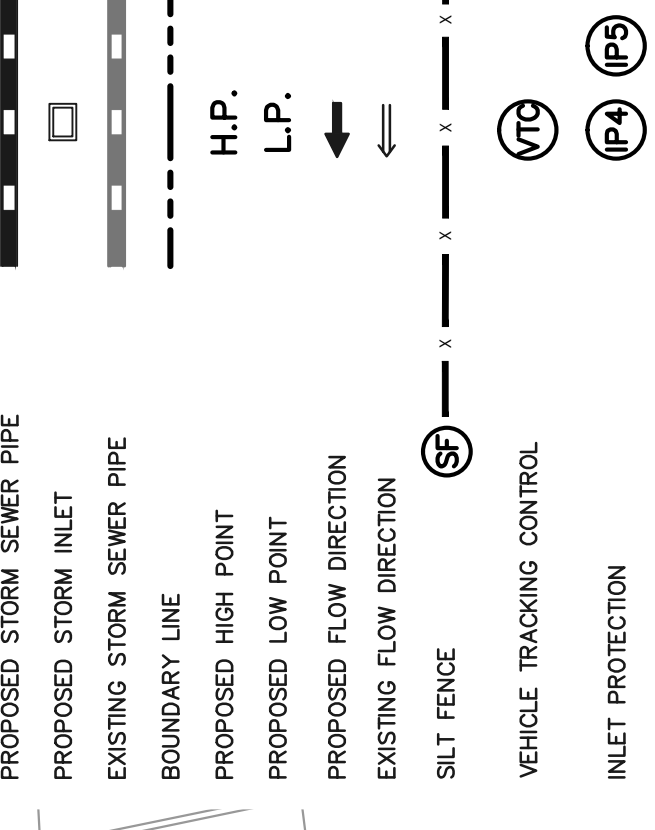 PROPOSED STORM SEWER PIPE
PROPOSED STORM INLET
EXISTING STORM SEWER PIPE
BOUNDARY LINE
PROPOSED HIGH POINT H.P.
PROPOSED LOW POINT L.P.
PROPOSED FLOW DIRECTION
EXISTING FLOW DIRECTION
SILT FENCE SF X X X X
VEHICLE TRACKING CONTROL VTC
INLET PROTECTION IP4 IP5